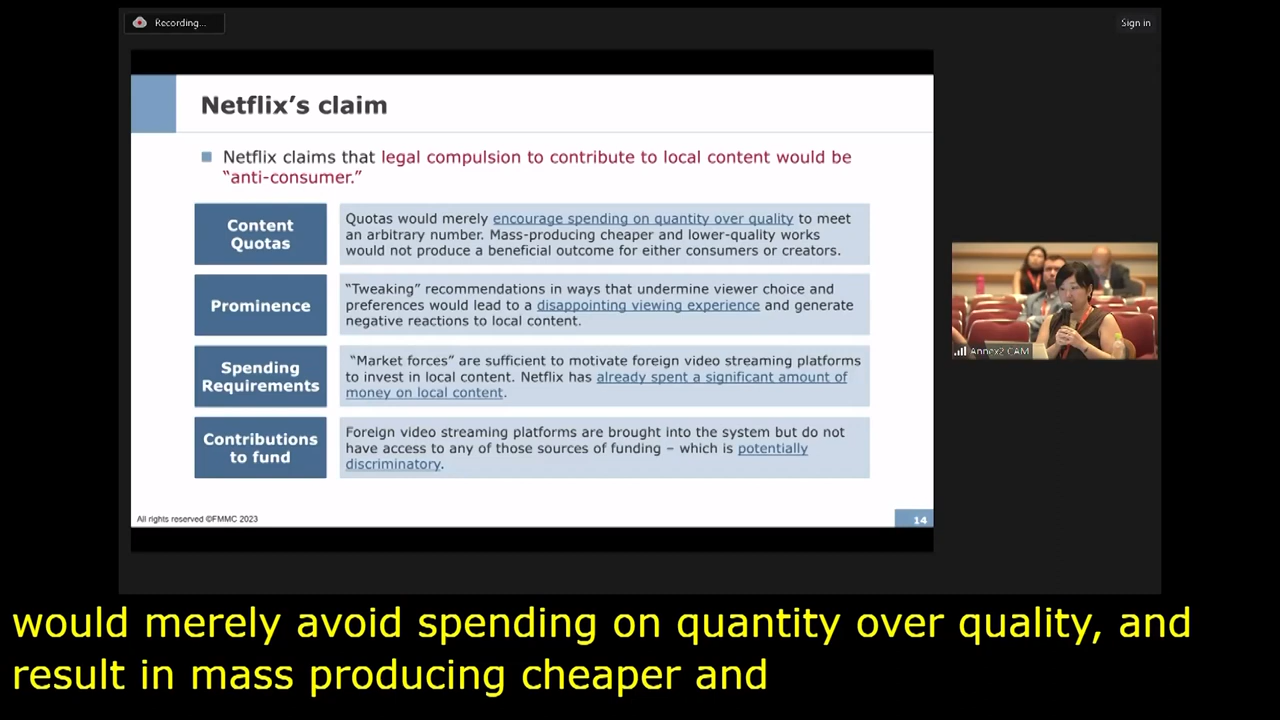 Recording...
Sign in
Netflix’s claim
Netflix claims that legal compulsion to contribute to local content would be
“anti-consumer.”
Content
Quotas
Quotas would merely encourage spending on quantity over quality to meet
an arbitrary number. Mass-producing cheaper and lower-quality works
would not produce a beneficial outcome for either consumers or creators.
Prominence
“Tweaking” recommendations in ways that undermine viewer choice and
preferences would lead to a disappointing viewing experience and generate
negative reactions to local content.
Spending
Requirements
“Market forces” are sufficient to motivate foreign video streaming platforms
to invest in local content. Netflix has already spent a significant amount of
money on local content.
Contributions
to fund
Foreign video streaming platforms are brought into the system but do not
have access to any of those sources of funding – which is potentially
discriminatory.
All rights reserved ©FMMC 2023
14
Annex2 CAM
would merely avoid spending on quantity over quality, and
result in mass producing cheaper and